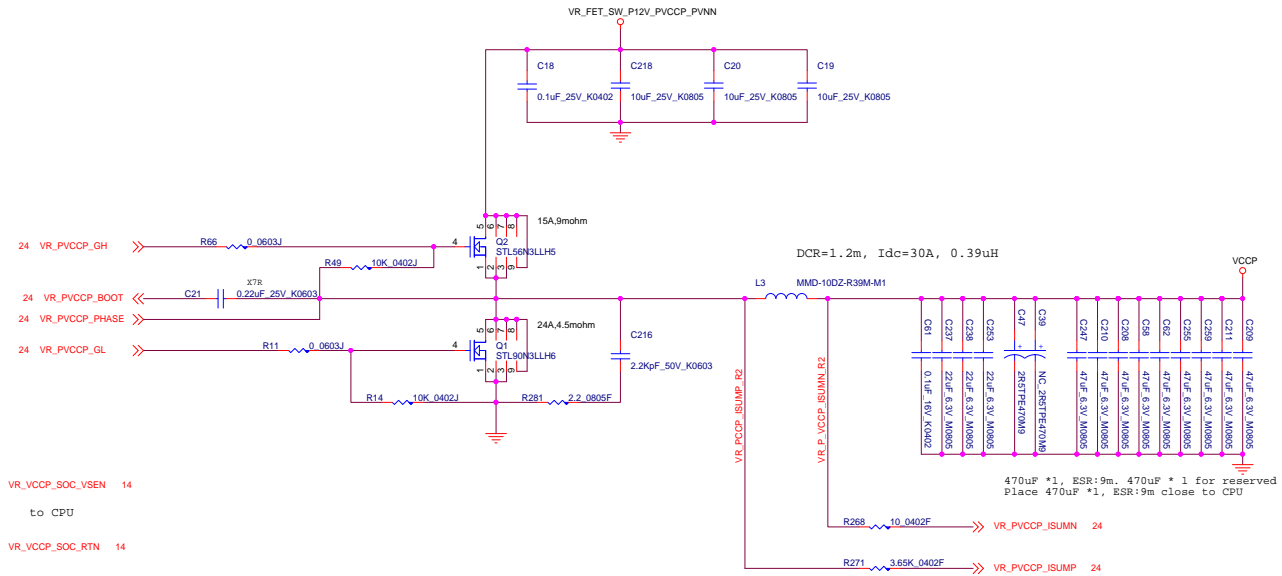 VR_FET_SW_P12V_PVCCP_PVNN
C18
0.1uF_25V_K0402
C218
10uF_25V_K0805
C20
10uF_25V_K0805
C19
10uF_25V_K0805
15A,9mohm
5 6 7 8
4
Q2
STL56N3LLH5
1 2 3 9
24 VR_PVCCP_GH
R66
0_0603J
R49
10K_0402J
24 VR_PVCCP_BOOT
C21
X7R
0.22uF_25V_K0603
24 VR_PVCCP_PHASE
24 VR_PVCCP_GL
R11
0_0603J
24A,4.5mohm
5 6 7 8
4
Q1
STL90N3LLH6
1 2 3 9
R14
10K_0402J
R281
2.2_0805F
C216
2.2KpF_50V_K0603
DCR=1.2m, Idc=30A, 0.39uH
L3
MMD-10DZ-R39M-M1
VCCP
VR_PCCP_ISUMP_R2
VR_P_VCCP_ISUMN_R2
C61
0.1uF_16V_K0402
C237
22uF_6.3V_M0805
C238
22uF_6.3V_M0805
C253
22uF_6.3V_M0805
C47
+
2R5TPE470M9
C39
+
NC_2R5TPE470M9
C247
47uF_6.3V_M0805
C210
47uF_6.3V_M0805
C208
47uF_6.3V_M0805
C58
47uF_6.3V_M0805
C62
47uF_6.3V_M0805
C255
47uF_6.3V_M0805
C259
47uF_6.3V_M0805
C211
47uF_6.3V_M0805
C209
47uF_6.3V_M0805
470uF *1, ESR:9m. 470uF * 1 for reserved
Place 470uF *1, ESR:9m close to CPU
VR_VCCP_SOC_VSEN 14
to CPU
VR_VCCP_SOC_RTN 14
R268
10_0402F
VR_PVCCP_ISUMN 24
R271
3.65K_0402F
VR_PVCCP_ISUMP 24